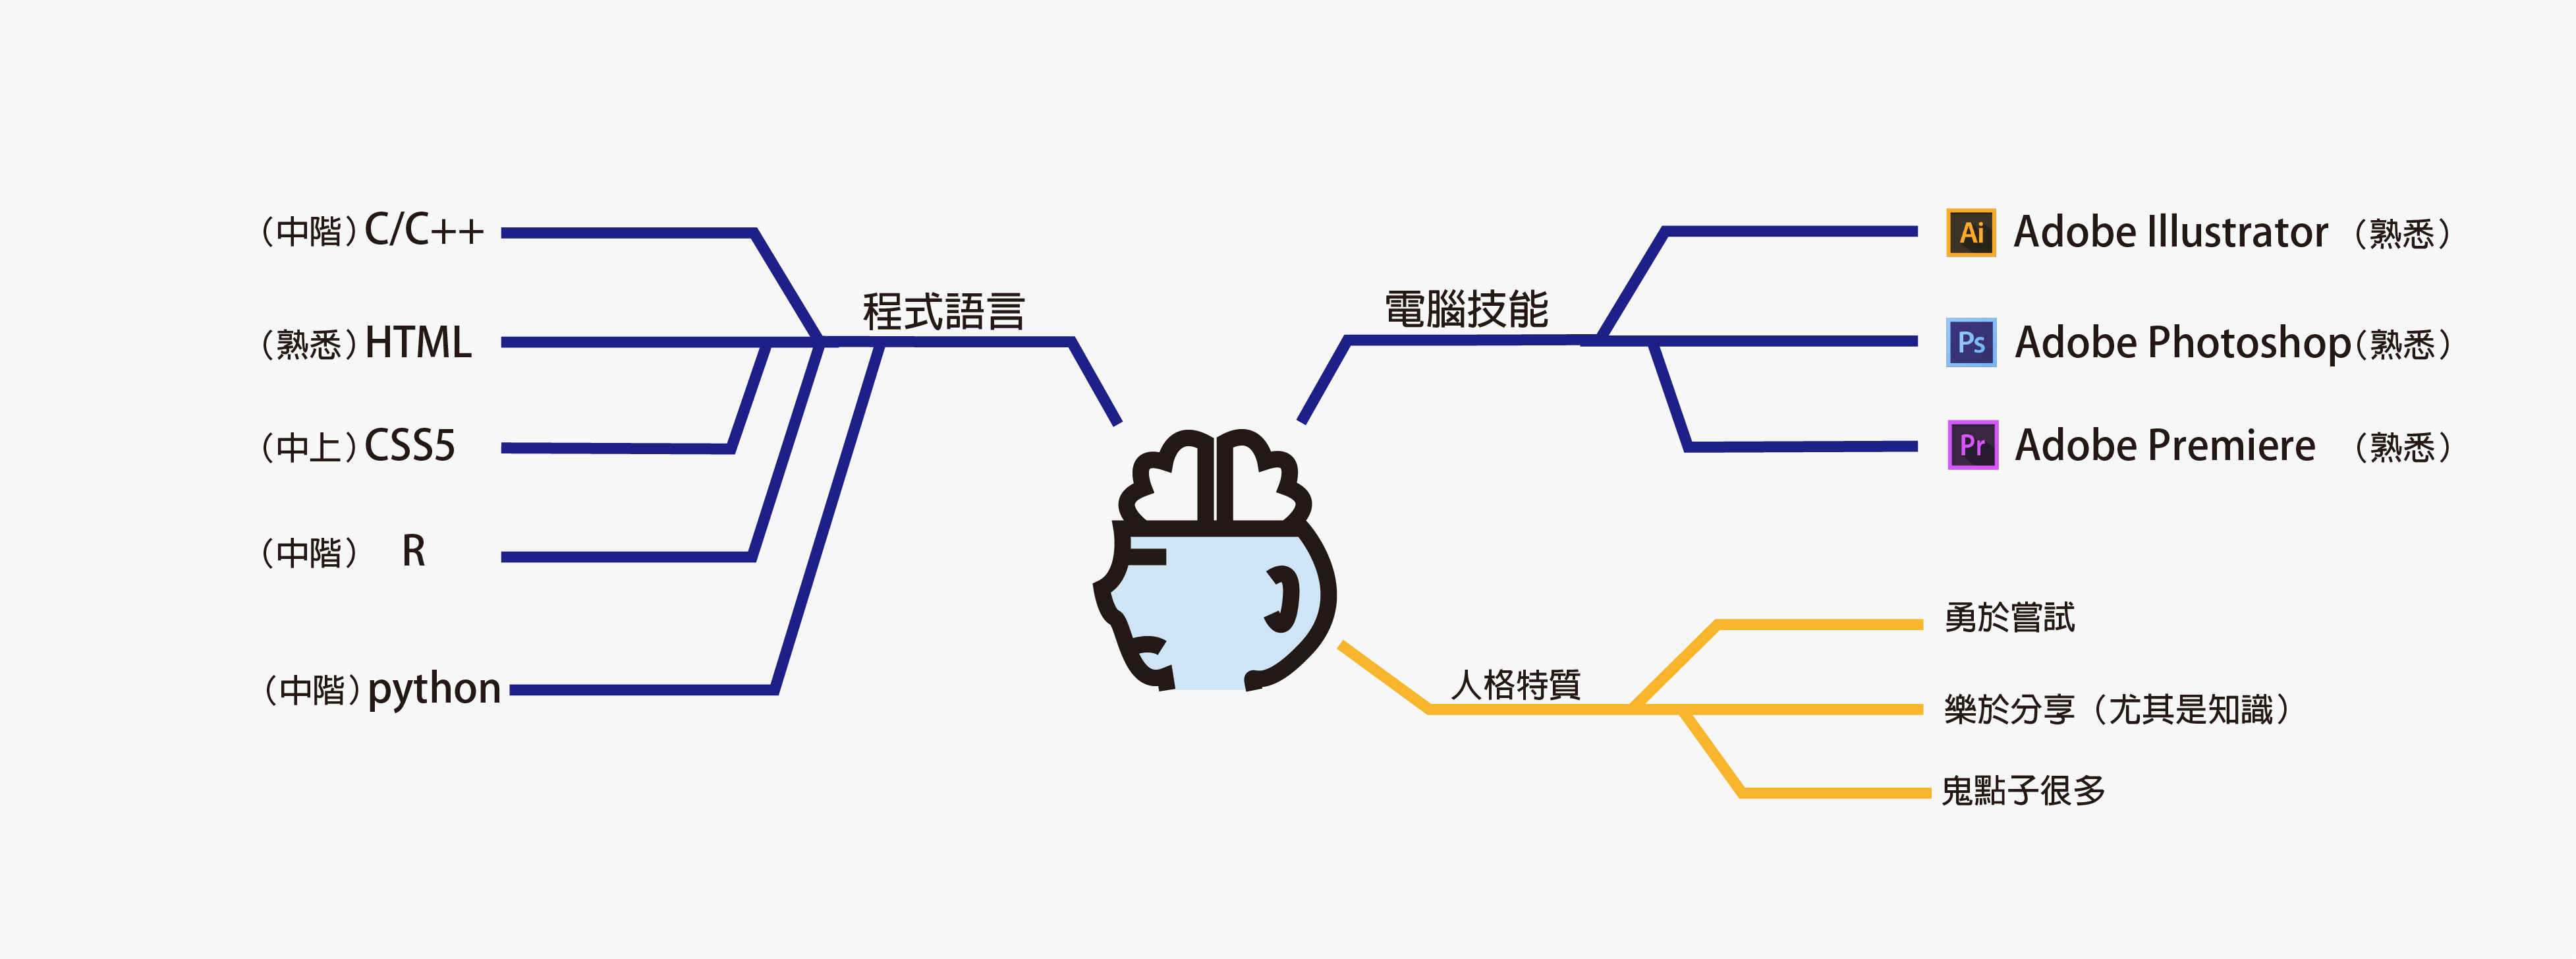 程式語言
（中階）C/C++
（熟悉）HTML
（中上）CSS5
（中階） R
（中階）python
電腦技能
Ai Adobe Illustrator （熟悉）
Ps Adobe Photoshop（熟悉）
Pr Adobe Premiere （熟悉）
人格特質
勇於嘗試
樂於分享（尤其是知識）
鬼點子很多